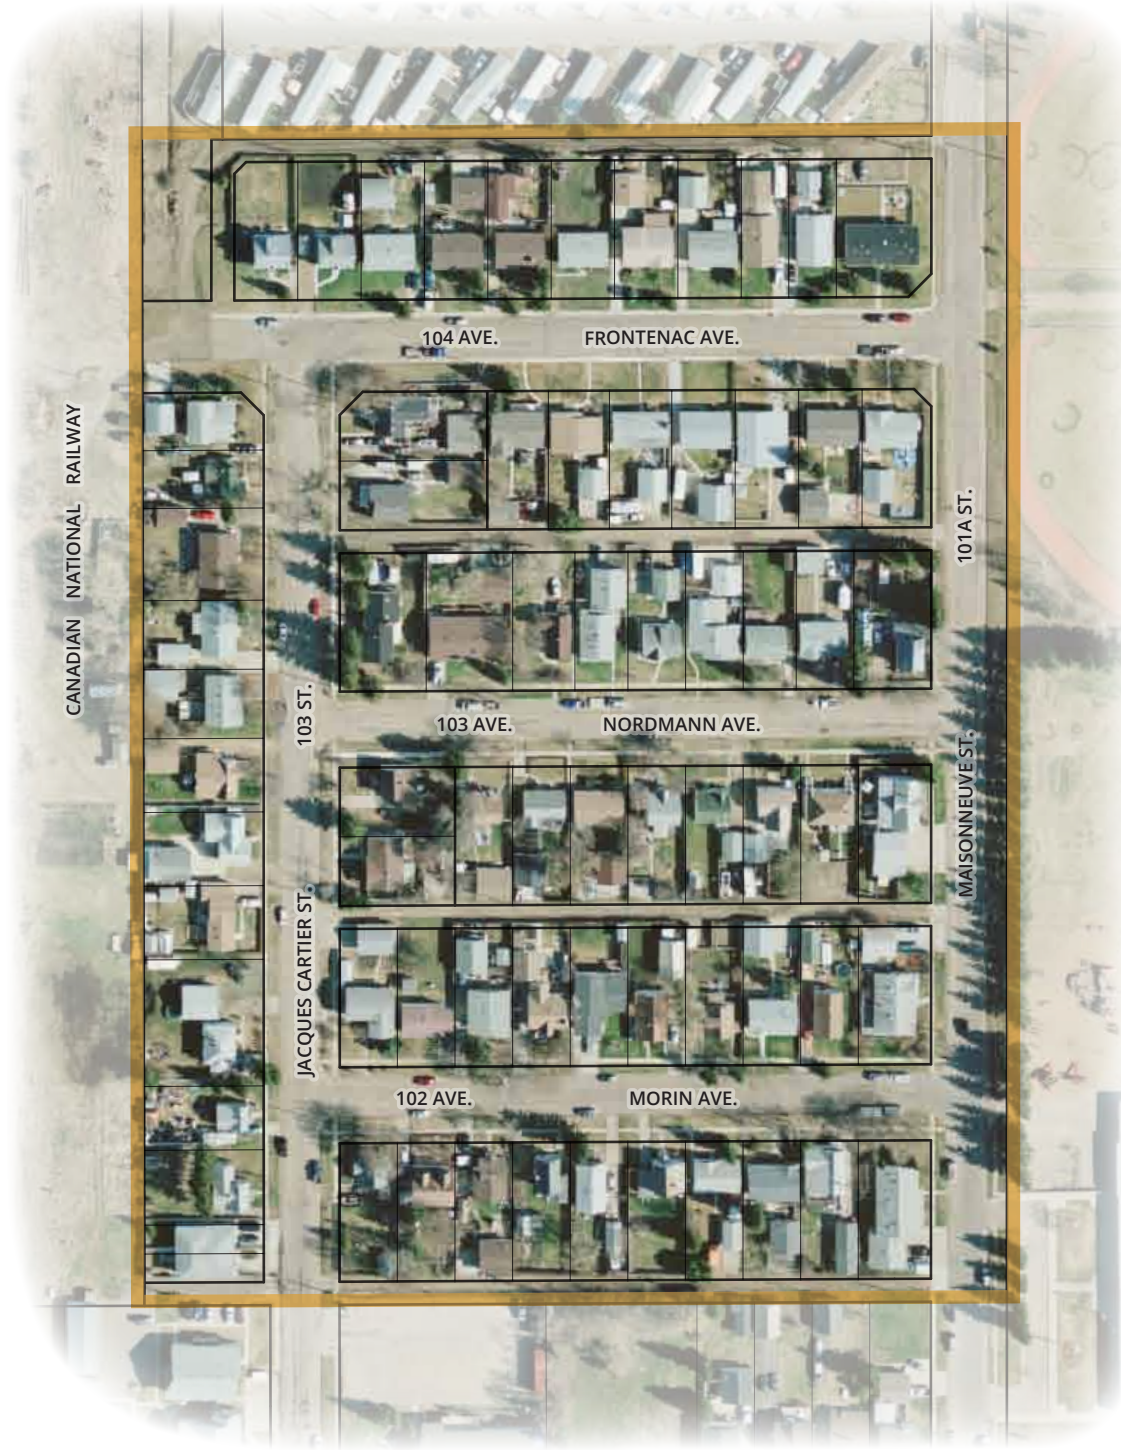 104 AVE.
FRONTENAC AVE.
CANADIAN NATIONAL RAILWAY
101A ST.
103 ST.
103 AVE.
NORDMANN AVE.
MAISONNEUVE ST.
JACQUES CARTIER ST.
102 AVE.
MORIN AVE.